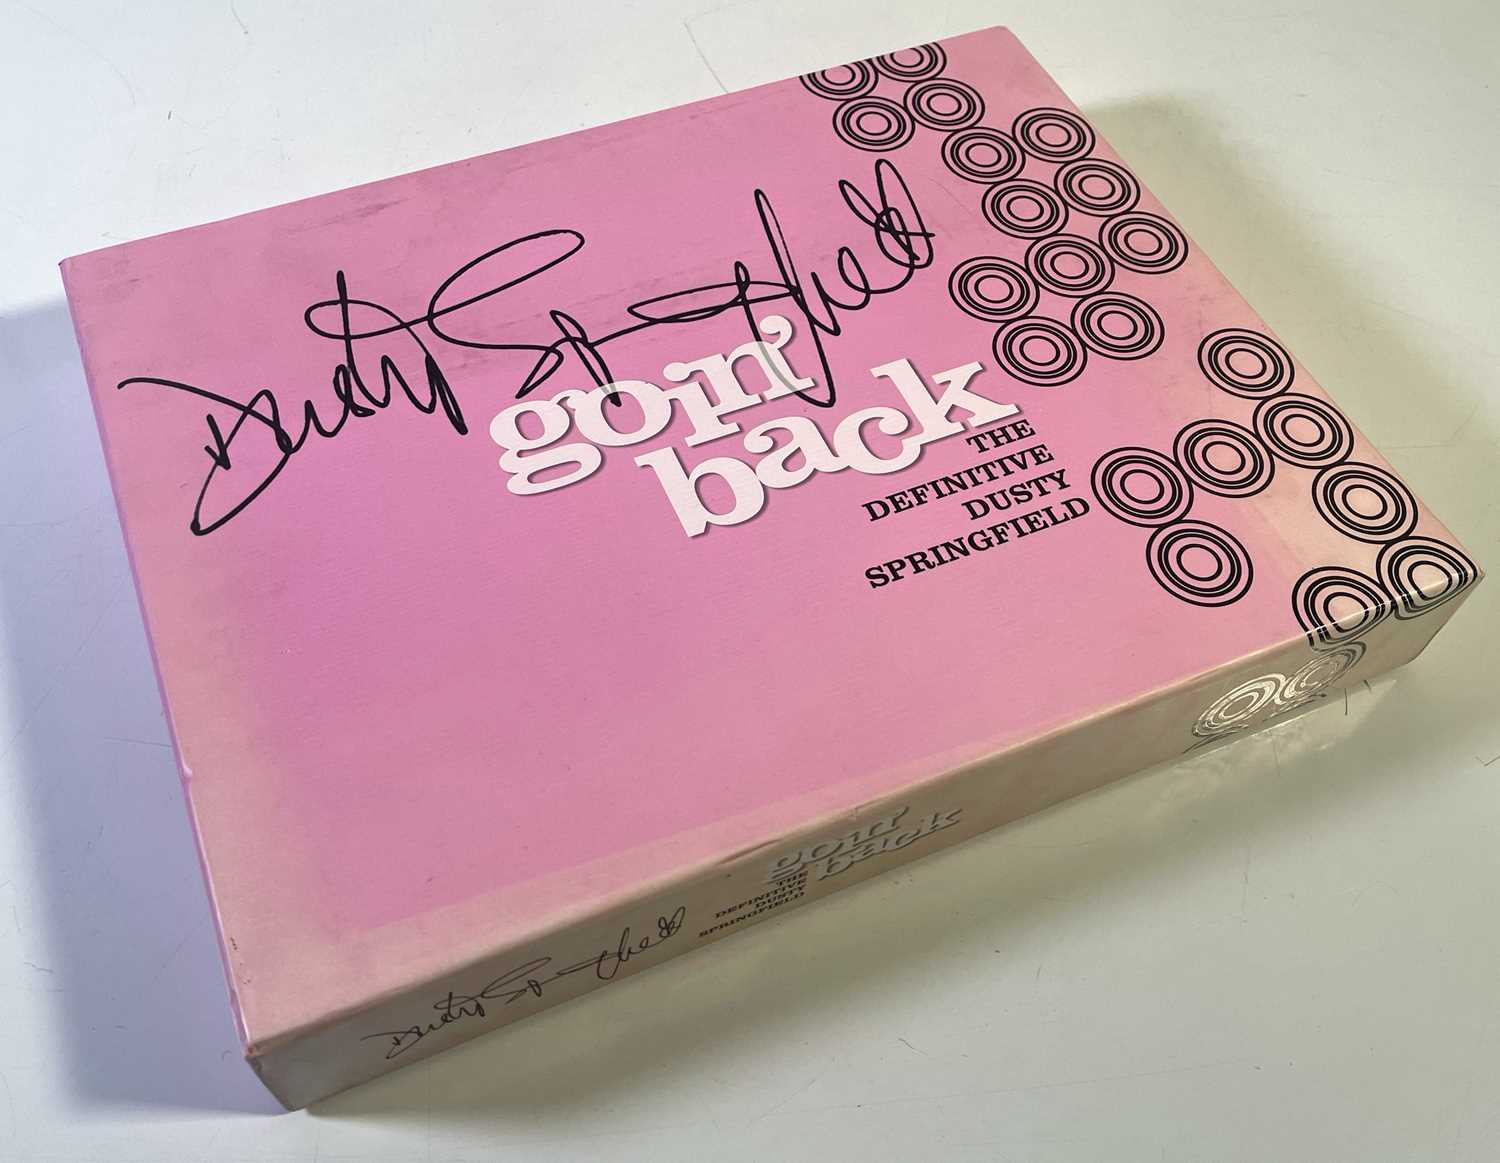 Dusty Springfield
goin'
back
THE
DEFINITIVE
DUSTY
SPRINGFIELD
goin'
back
THE
DEFINITIVE
DUSTY
SPRINGFIELD
Dusty Springfield